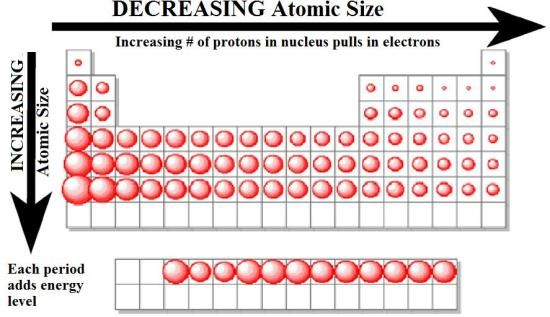 DECREASING Atomic Size
Increasing # of protons in nucleus pulls in electrons
INCREASING
Atomic Size
Each period
adds energy
level